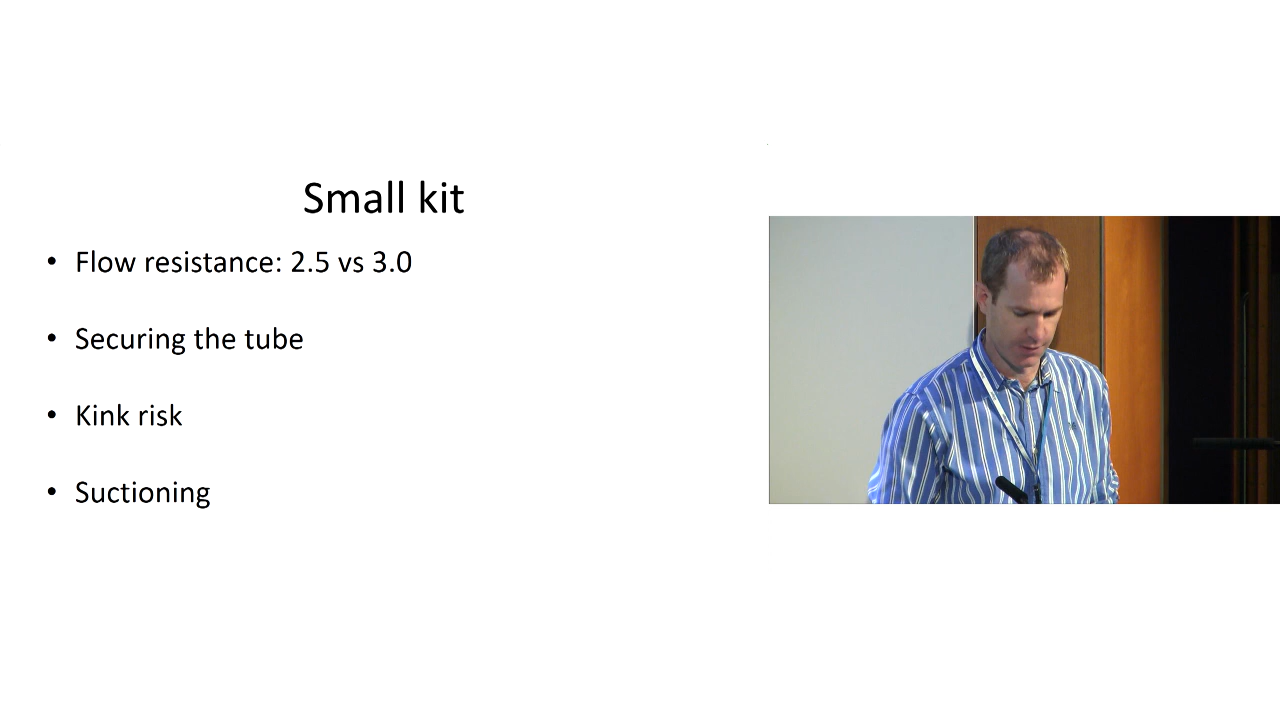 Small kit
• Flow resistance: 2.5 vs 3.0
• Securing the tube
• Kink risk
• Suctioning